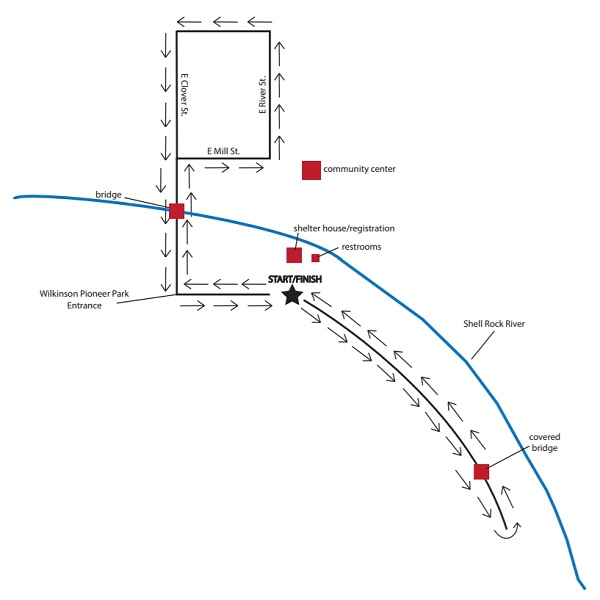 E Clover St.
E River St.
E Mill St.
community center
bridge
shelter house/registration
restrooms
START/FINISH
Wilkinson Pioneer Park
Entrance
Shell Rock River
covered
bridge